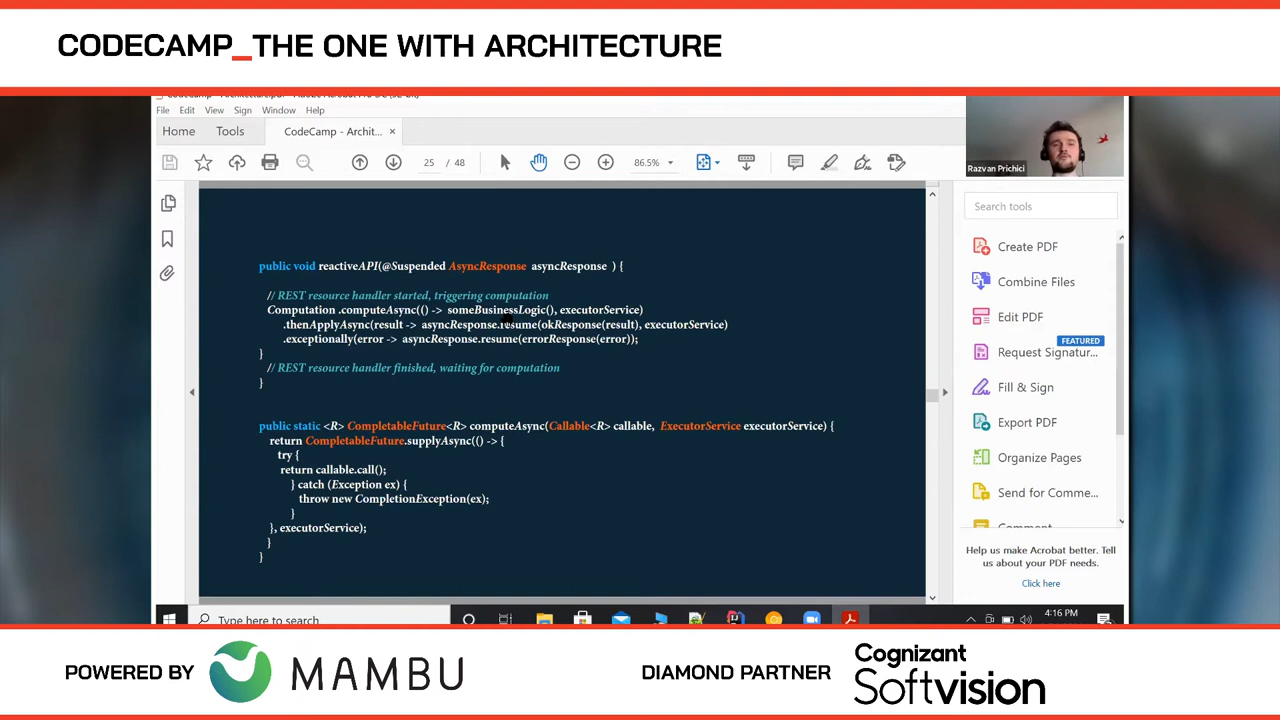 CODECAMP_THE ONE WITH ARCHITECTURE
File Edit View Sign Window Help
Home Tools CodeCamp - Archit... ×
25 / 48 86.5%
Razvan Prichici
Search tools
Create PDF
Combine Files
Edit PDF
FEATURED
Request Signatur...
Fill & Sign
Export PDF
Organize Pages
Send for Comme...
Comment
Help us make Acrobat better. Tell
us about your PDF needs.
Click here
public void reactiveAPI(@Suspended AsyncResponse asyncResponse ) {
// REST resource handler started, triggering computation
Computation .computeAsync(() -> someBusinessLogic(), executorService)
.thenApplyAsync(result -> asyncResponse.resume(okResponse(result), executorService)
.exceptionally(error -> asyncResponse.resume(errorResponse(error));
}
// REST resource handler finished, waiting for computation
}
public static <R> CompletableFuture<R> computeAsync(Callable<R> callable, ExecutorService executorService) {
return CompletableFuture.supplyAsync(() -> {
try {
return callable.call();
} catch (Exception ex) {
throw new CompletionException(ex);
}
}, executorService);
}
}
Type here to search
4:16 PM
POWERED BY MAMBU
DIAMOND PARTNER
Cognizant
Softvision